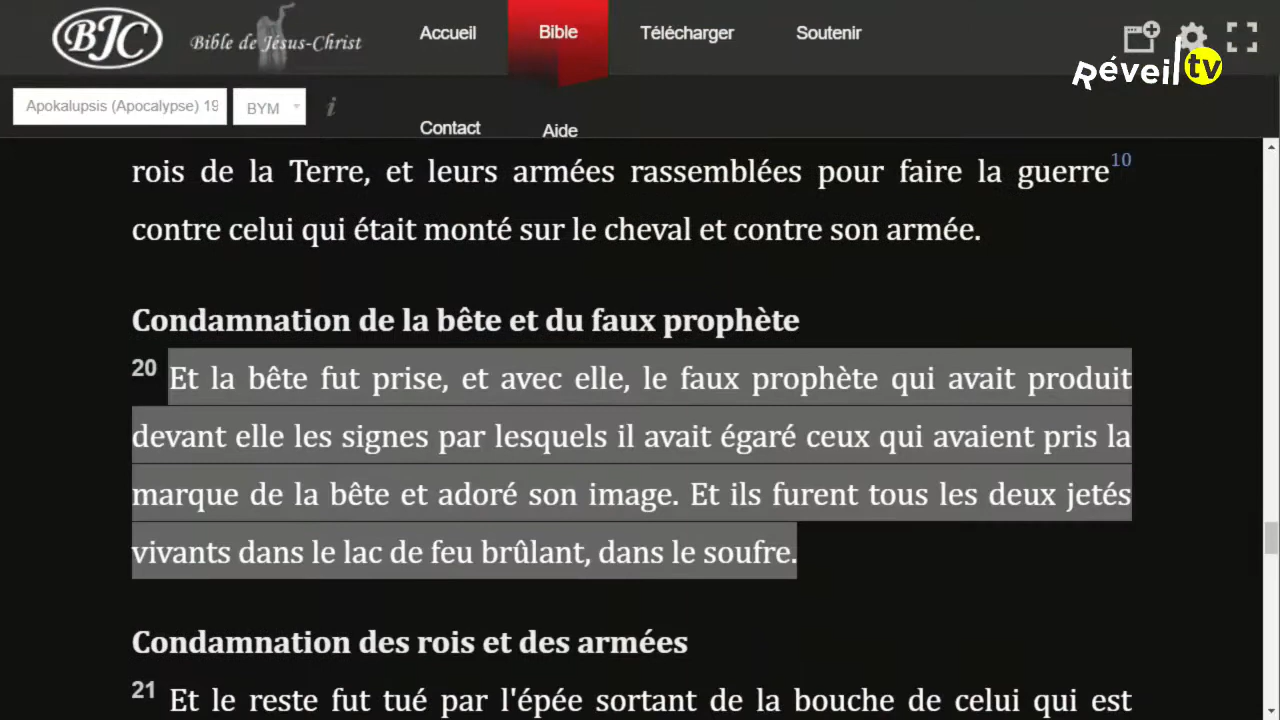 BJC Bible de Jésus-Christ
Accueil Bible Télécharger Soutenir
Réveil tv
Apokalupsis (Apocalypse) 19 BYM i
Contact Aide
rois de la Terre, et leurs armées rassemblées pour faire la guerre10
contre celui qui était monté sur le cheval et contre son armée.
Condamnation de la bête et du faux prophète
20 Et la bête fut prise, et avec elle, le faux prophète qui avait produit
devant elle les signes par lesquels il avait égaré ceux qui avaient pris la
marque de la bête et adoré son image. Et ils furent tous les deux jetés
vivants dans le lac de feu brûlant, dans le soufre.
Condamnation des rois et des armées
21 Et le reste fut tué par l'épée sortant de la bouche de celui qui est